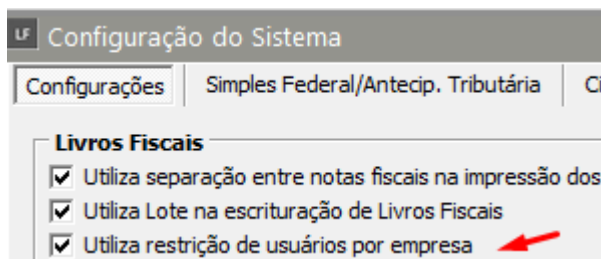 LF Configuração do Sistema
Configurações Simples Federal/Antecip. Tributária
Livros Fiscais
Utiliza separação entre notas fiscais na impressão dos
Utiliza Lote na escrituração de Livros Fiscais
Utiliza restrição de usuários por empresa